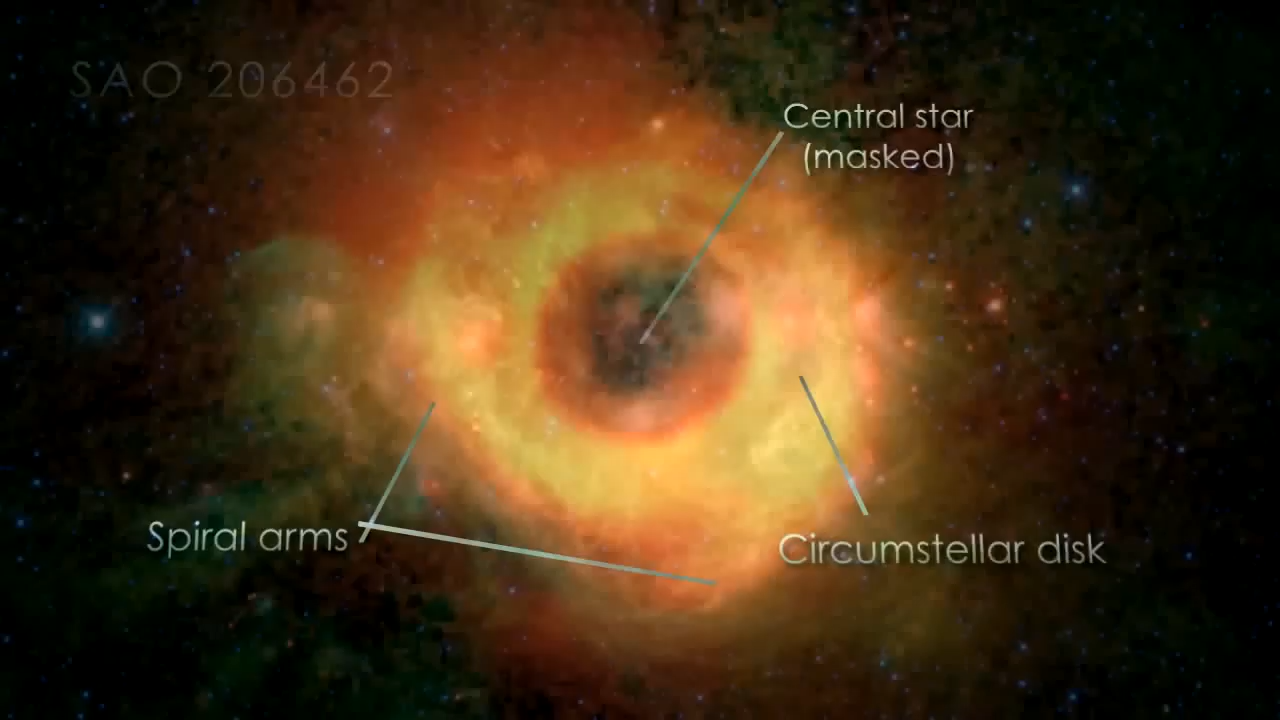 SAO 206462
Central star
(masked)
Spiral arms
Circumstellar disk